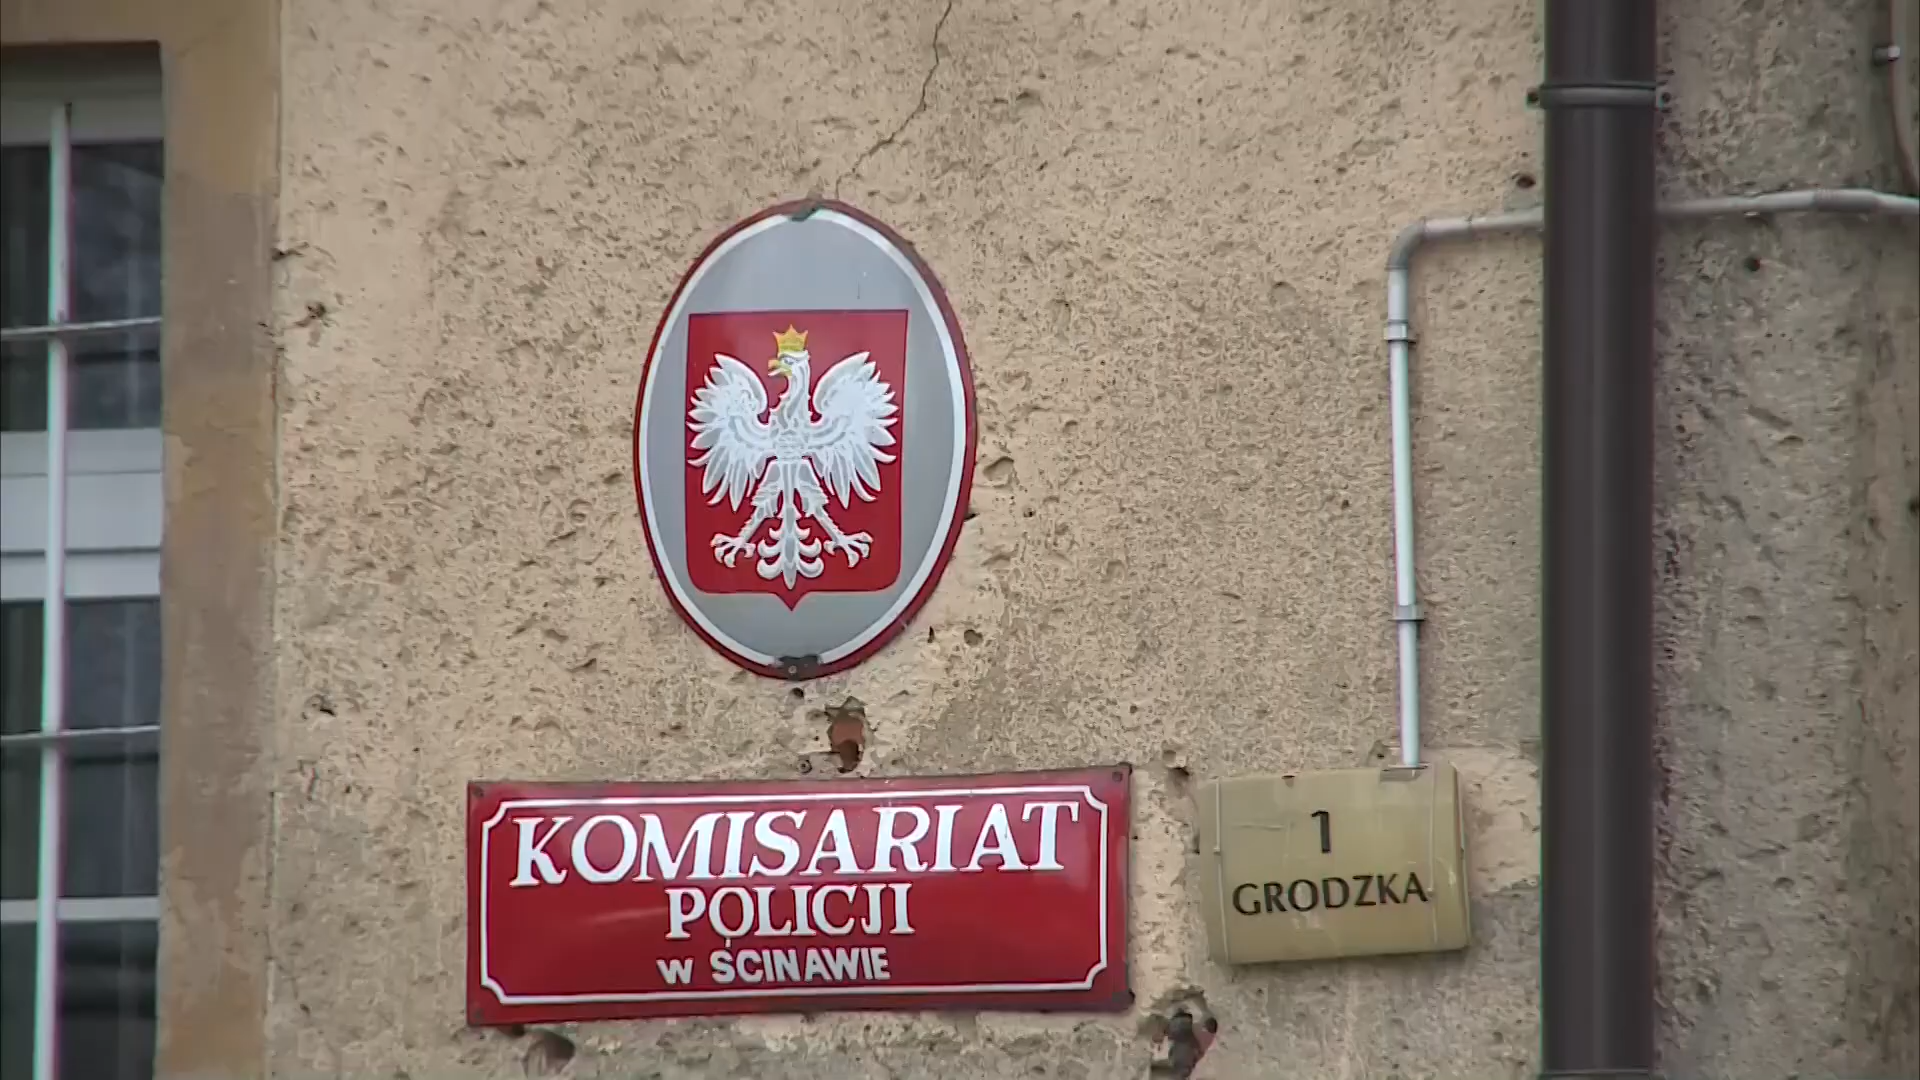 KOMISARIAT
POLICJI
W ŚCINAWIE
1
GRODZKA